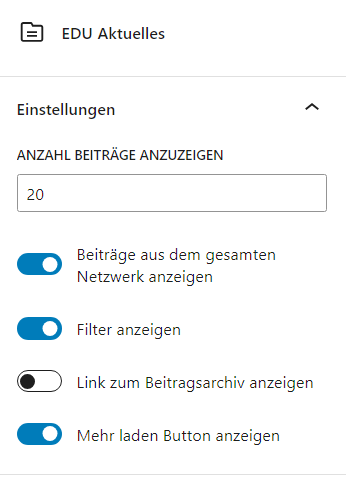 EDU Aktuelles
Einstellungen
ANZAHL BEITRÄGE ANZUZEIGEN
20
Beiträge aus dem gesamten
Netzwerk anzeigen
Filter anzeigen
Link zum Beitragsarchiv anzeigen
Mehr laden Button anzeigen